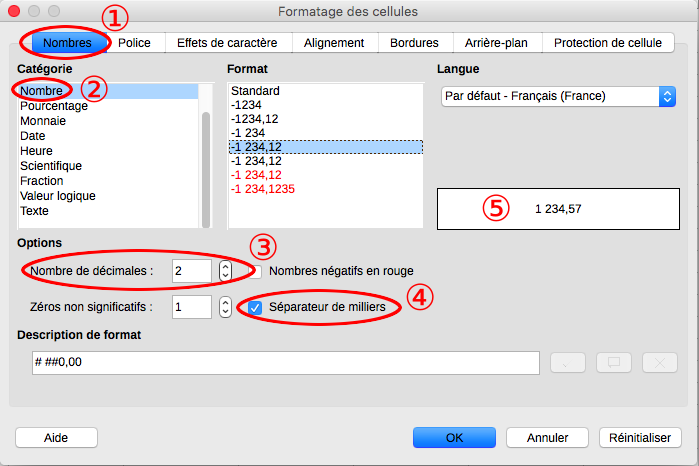 Formatage des cellules
①
Nombres
Police
Effets de caractère
Alignement
Bordures
Arrière-plan
Protection de cellule
Catégorie
②
Nombre
Pourcentage
Monnaie
Date
Heure
Scientifique
Fraction
Valeur logique
Texte
Format
Standard
-1234
-1234,12
-1 234
-1 234,12
-1 234,12
-1 234,12
-1 234,1235
Langue
Par défaut - Français (France)
⑤ 1 234,57
Options
③
Nombre de décimales : 2
Nombres négatifs en rouge
Zéros non significatifs : 1
Séparateur de milliers ④
Description de format
# ##0,00
Aide
OK
Annuler
Réinitialiser